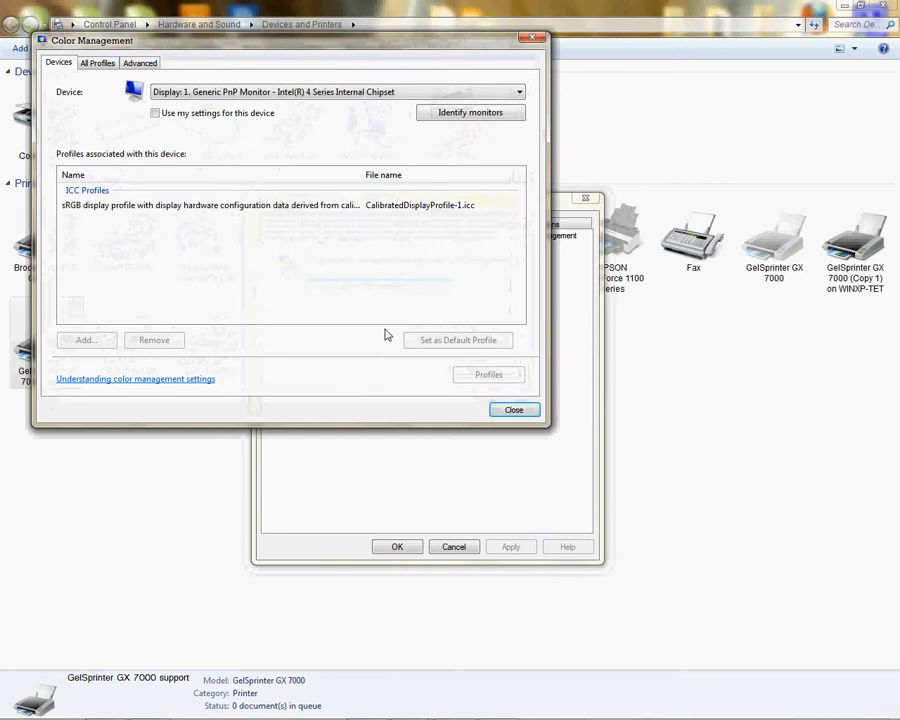 Control Panel ▸ Hardware and Sound ▸ Devices and Printers ▸
Search De
Color Management
Add
Devices
All Profiles
Advanced
Device:
Display: 1. Generic PnP Monitor - Intel(R) 4 Series Internal Chipset
Use my settings for this device
Identify monitors
Profiles associated with this device:
Name
File name
ICC Profiles
sRGB display profile with display hardware configuration data derived from cali...
CalibratedDisplayProfile-1.icc
Add...
Remove
Set as Default Profile
Understanding color management settings
Profiles
Close
Fax
GelSprinter GX
7000
GelSprinter GX
7000 (Copy 1)
on WINXP-TET
OK
Cancel
Apply
Help
GelSprinter GX 7000 support
Model: GelSprinter GX 7000
Category: Printer
Status: 0 document(s) in queue